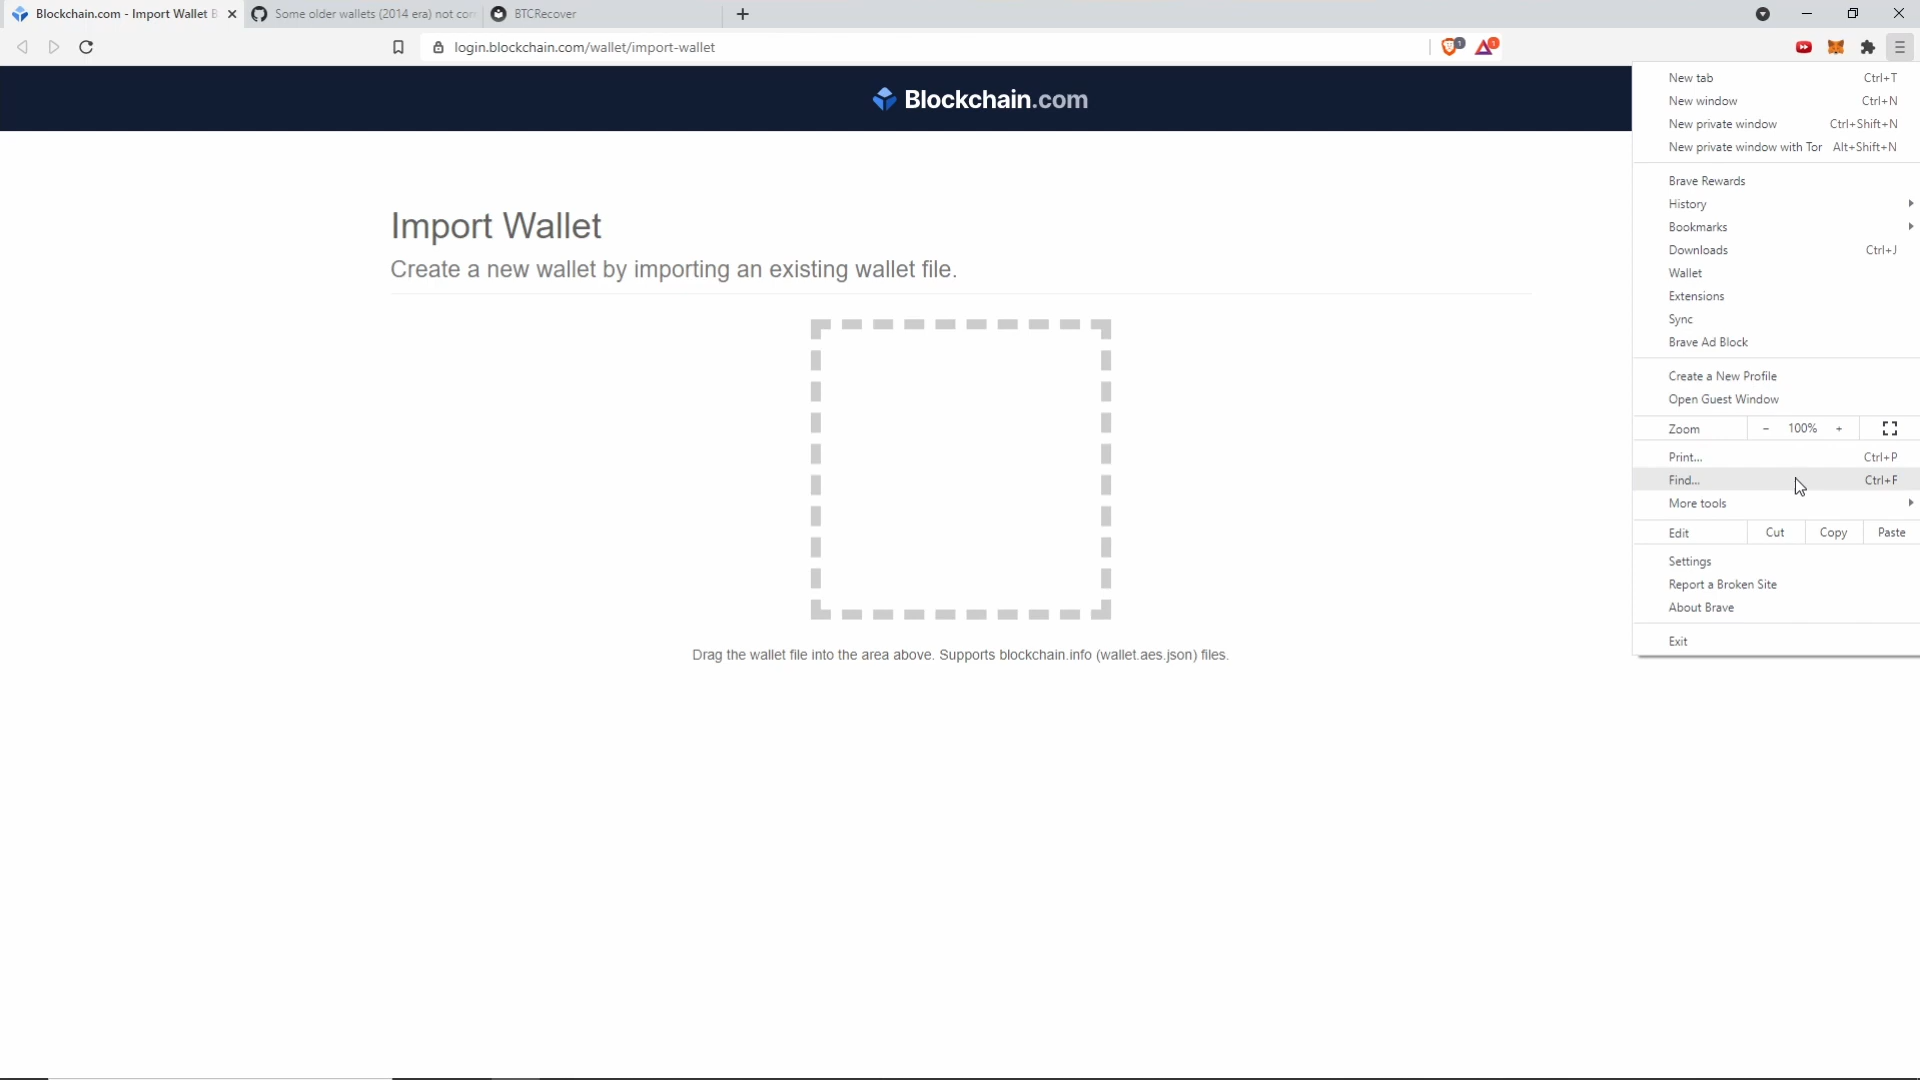 Blockchain.com - Import Wallet
Some older wallets (2014 era) not
BTCRecover
login.blockchain.com/wallet/import-wallet
1
1
Blockchain.com
Import Wallet
Create a new wallet by importing an existing wallet file.
Drag the wallet file into the area above. Supports blockchain.info (wallet.aes.json) files.
New tab Ctrl+T
New window Ctrl+N
New private window Ctrl+Shift+N
New private window with Tor Alt+Shift+N
Brave Rewards
History
Bookmarks
Downloads Ctrl+J
Wallet
Extensions
Sync
Brave Ad Block
Create a New Profile
Open Guest Window
Zoom - 100% +
Print... Ctrl+P
Find... Ctrl+F
More tools
Edit Cut Copy Paste
Settings
Report a Broken Site
About Brave
Exit